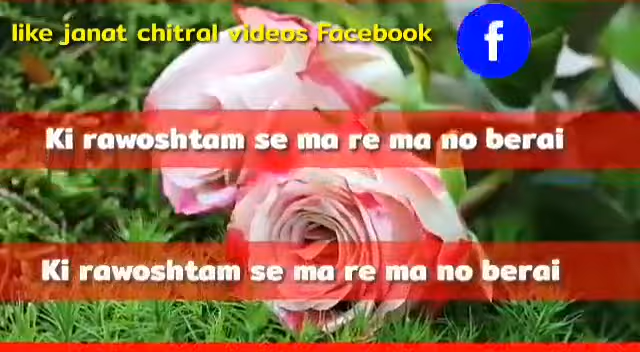 like janat chitral videos Facebook
f
Ki rawoshtam se ma re ma no berai
Ki rawoshtam se ma re ma no berai